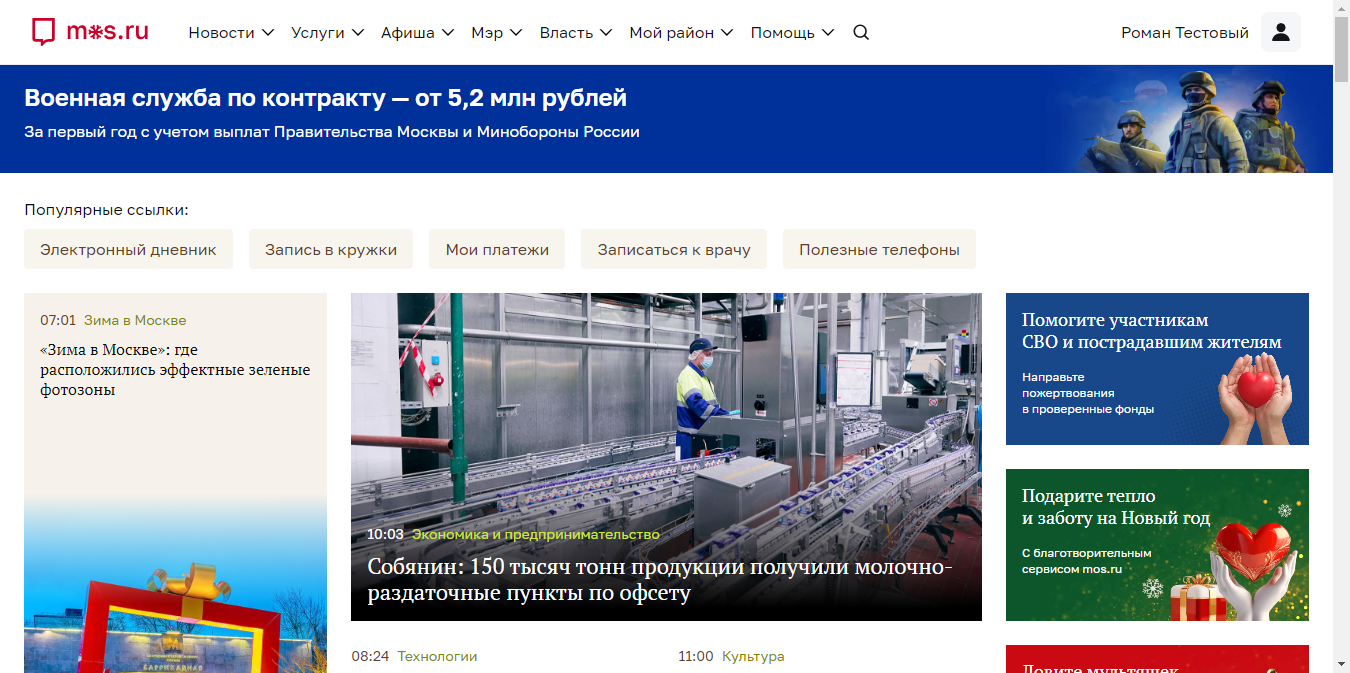 mos.ru
Новости Услуги Афиша Мэр Власть Мой район Помощь
Роман Тестовый
Военная служба по контракту — от 5,2 млн рублей
За первый год с учетом выплат Правительства Москвы и Минобороны России
Популярные ссылки:
Электронный дневник Запись в кружки Мои платежи Записаться к врачу Полезные телефоны
07:01 Зима в Москве
«Зима в Москве»: где
расположились эффектные зеленые
фотозоны
БАРРИКАДНАЯ
10:03 Экономика и предпринимательство
Собянин: 150 тысяч тонн продукции получили молочно-
раздаточные пункты по офсету
08:24 Технологии
11:00 Культура
Помогите участникам
СВО и пострадавшим жителям
Направьте
пожертвования
в проверенные фонды
Подарите тепло
и заботу на Новый год
С благотворительным
сервисом mos.ru
Ловите мультящек